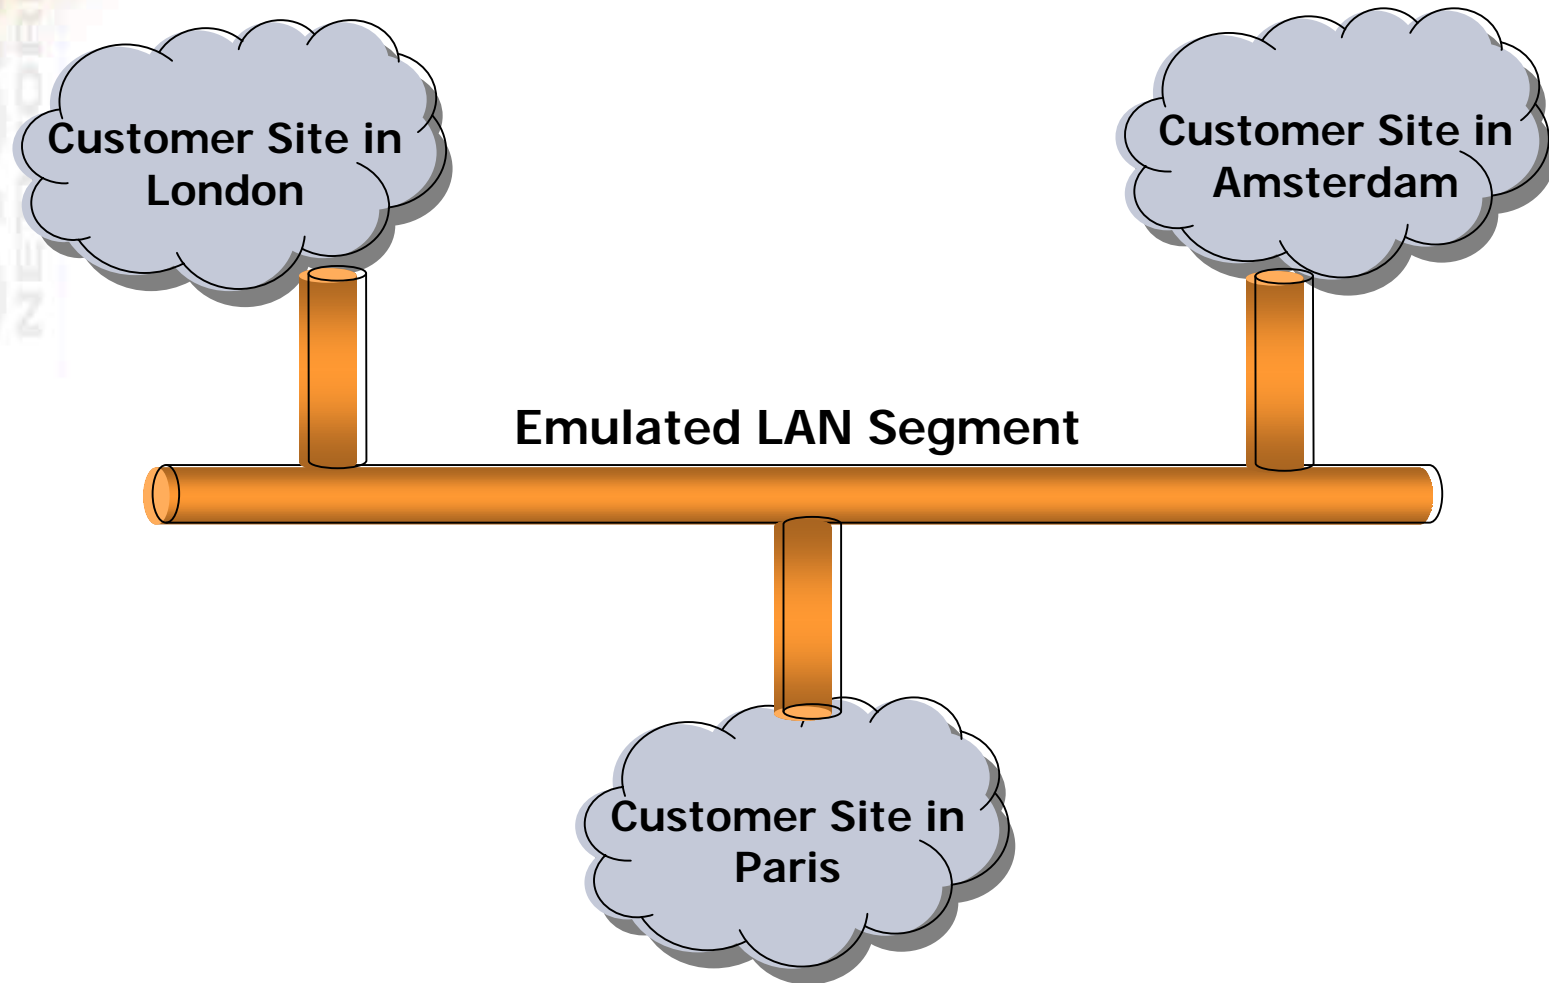 Customer Site in
London
Customer Site in
Amsterdam
Emulated LAN Segment
Customer Site in
Paris